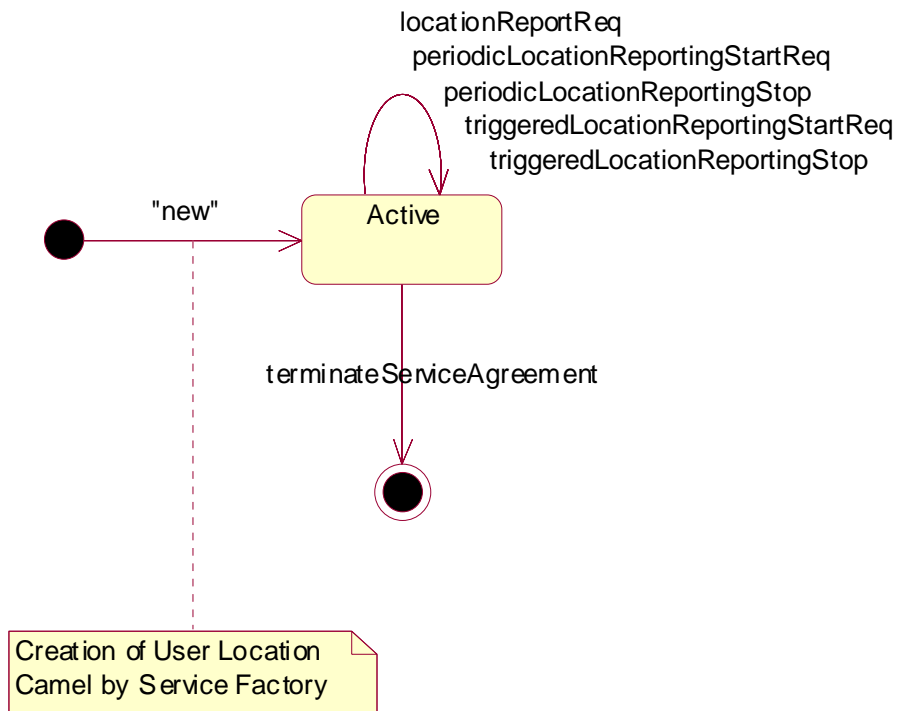 locationReportReq
periodicLocationReportingStartReq
periodicLocationReportingStop
triggeredLocationReportingStartReq
triggeredLocationReportingStop
"new"
Active
terminateServiceAgreement
Creation of User Location
Camel by Service Factory